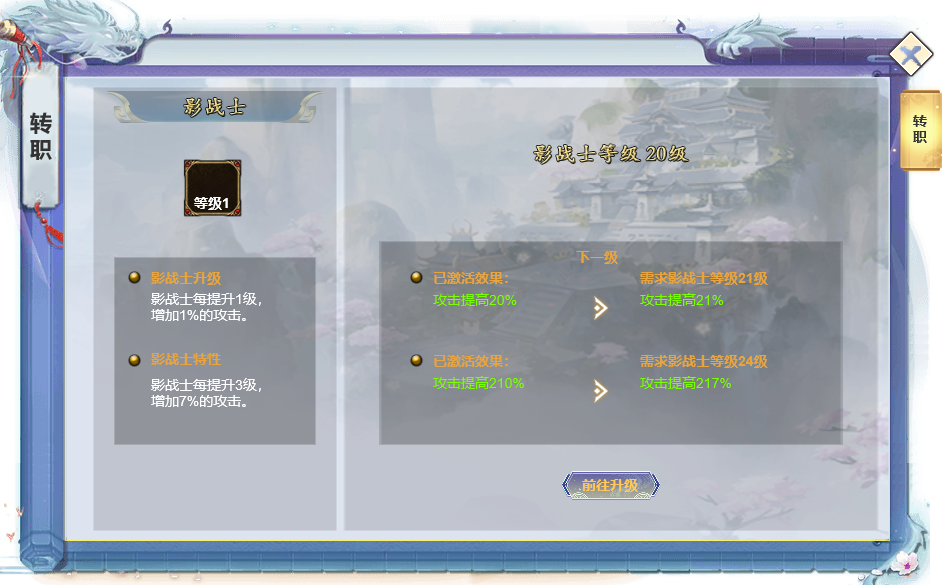 转职
转职
影战士
等级1
影战士升级
影战士每提升1级，
增加1%的攻击。
影战士特性
影战士每提升3级，
增加7%的攻击。
影战士等级 20级
下一级
已激活效果：
攻击提高20%
需求影战士等级21级
攻击提高21%
已激活效果：
攻击提高210%
需求影战士等级24级
攻击提高217%
前往升级